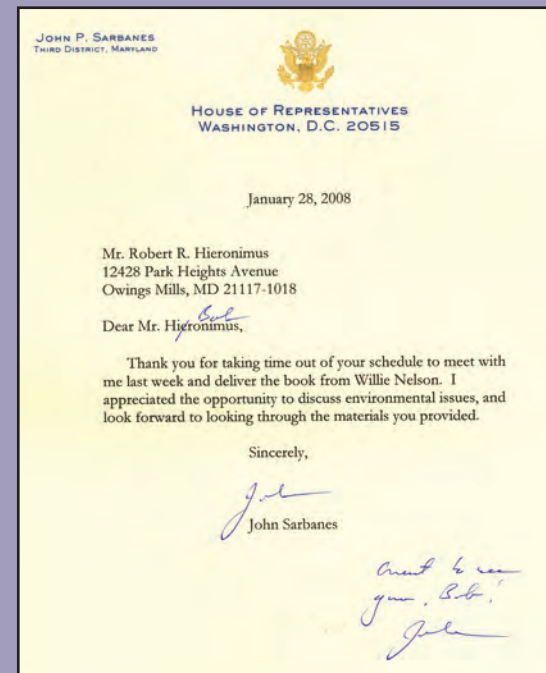 JOHN P. SARBANES
THIRD DISTRICT, MARYLAND
HOUSE OF REPRESENTATIVES
WASHINGTON, D.C. 20515
January 28, 2008
Mr. Robert R. Hieronimus
12428 Park Heights Avenue
Owings Mills, MD 21117-1018
Bob
Dear Mr. Hieronimus,
Thank you for taking time out of your schedule to meet with
me last week and deliver the book from Willie Nelson. I
appreciated the opportunity to discuss environmental issues, and
look forward to looking through the materials you provided.
Sincerely,
John
John Sarbanes
Great to see
you, Bob!
John